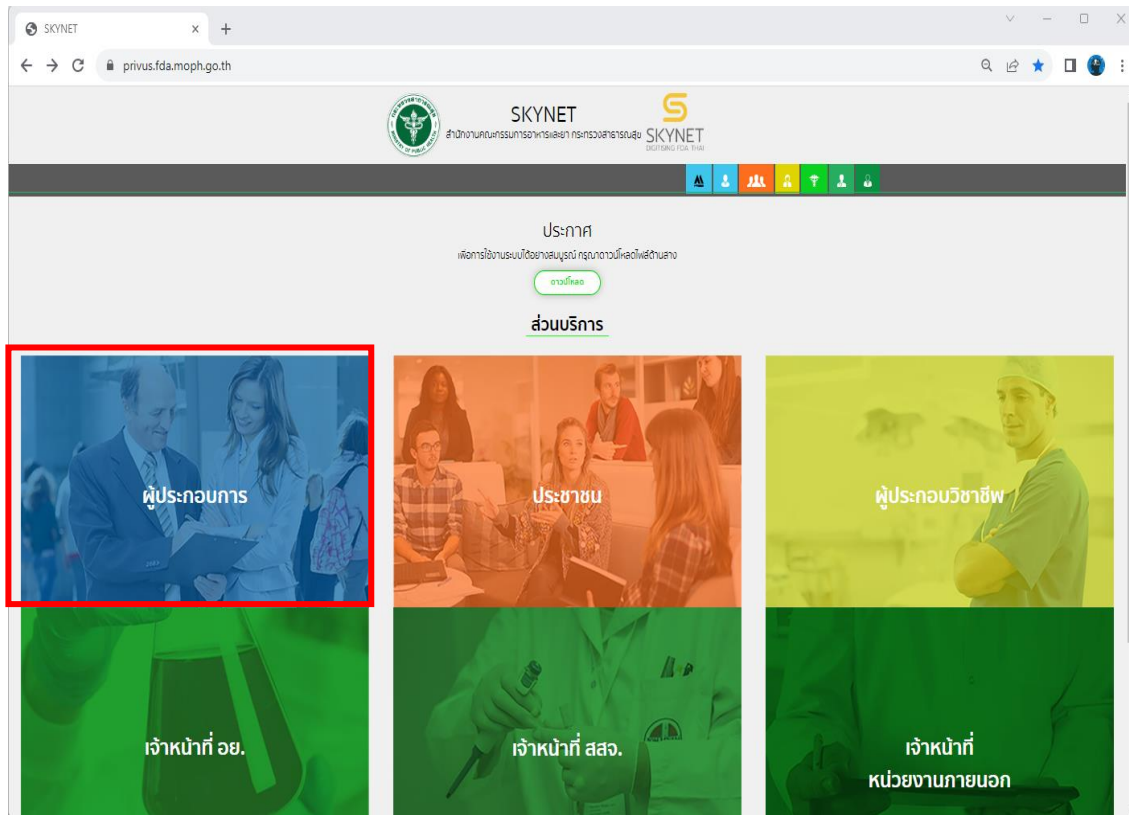 SKYNET
privus.fda.moph.go.th
SKYNET
สำนักงานคณะกรรมการอาหารและยา กระทรวงสาธารณสุข
SKYNET
DIGITISING FDA THAI
ประกาศ
เพื่อการใช้งานระบบได้อย่างสมบูรณ์ กรุณาดาวน์โหลดไฟล์ด้านล่าง
ดาวน์โหลด
ส่วนบริการ
ผู้ประกอบการ
ประชาชน
ผู้ประกอบวิชาชีพ
เจ้าหน้าที่ อย.
เจ้าหน้าที่ สสจ.
เจ้าหน้าที่
หน่วยงานภายนอก